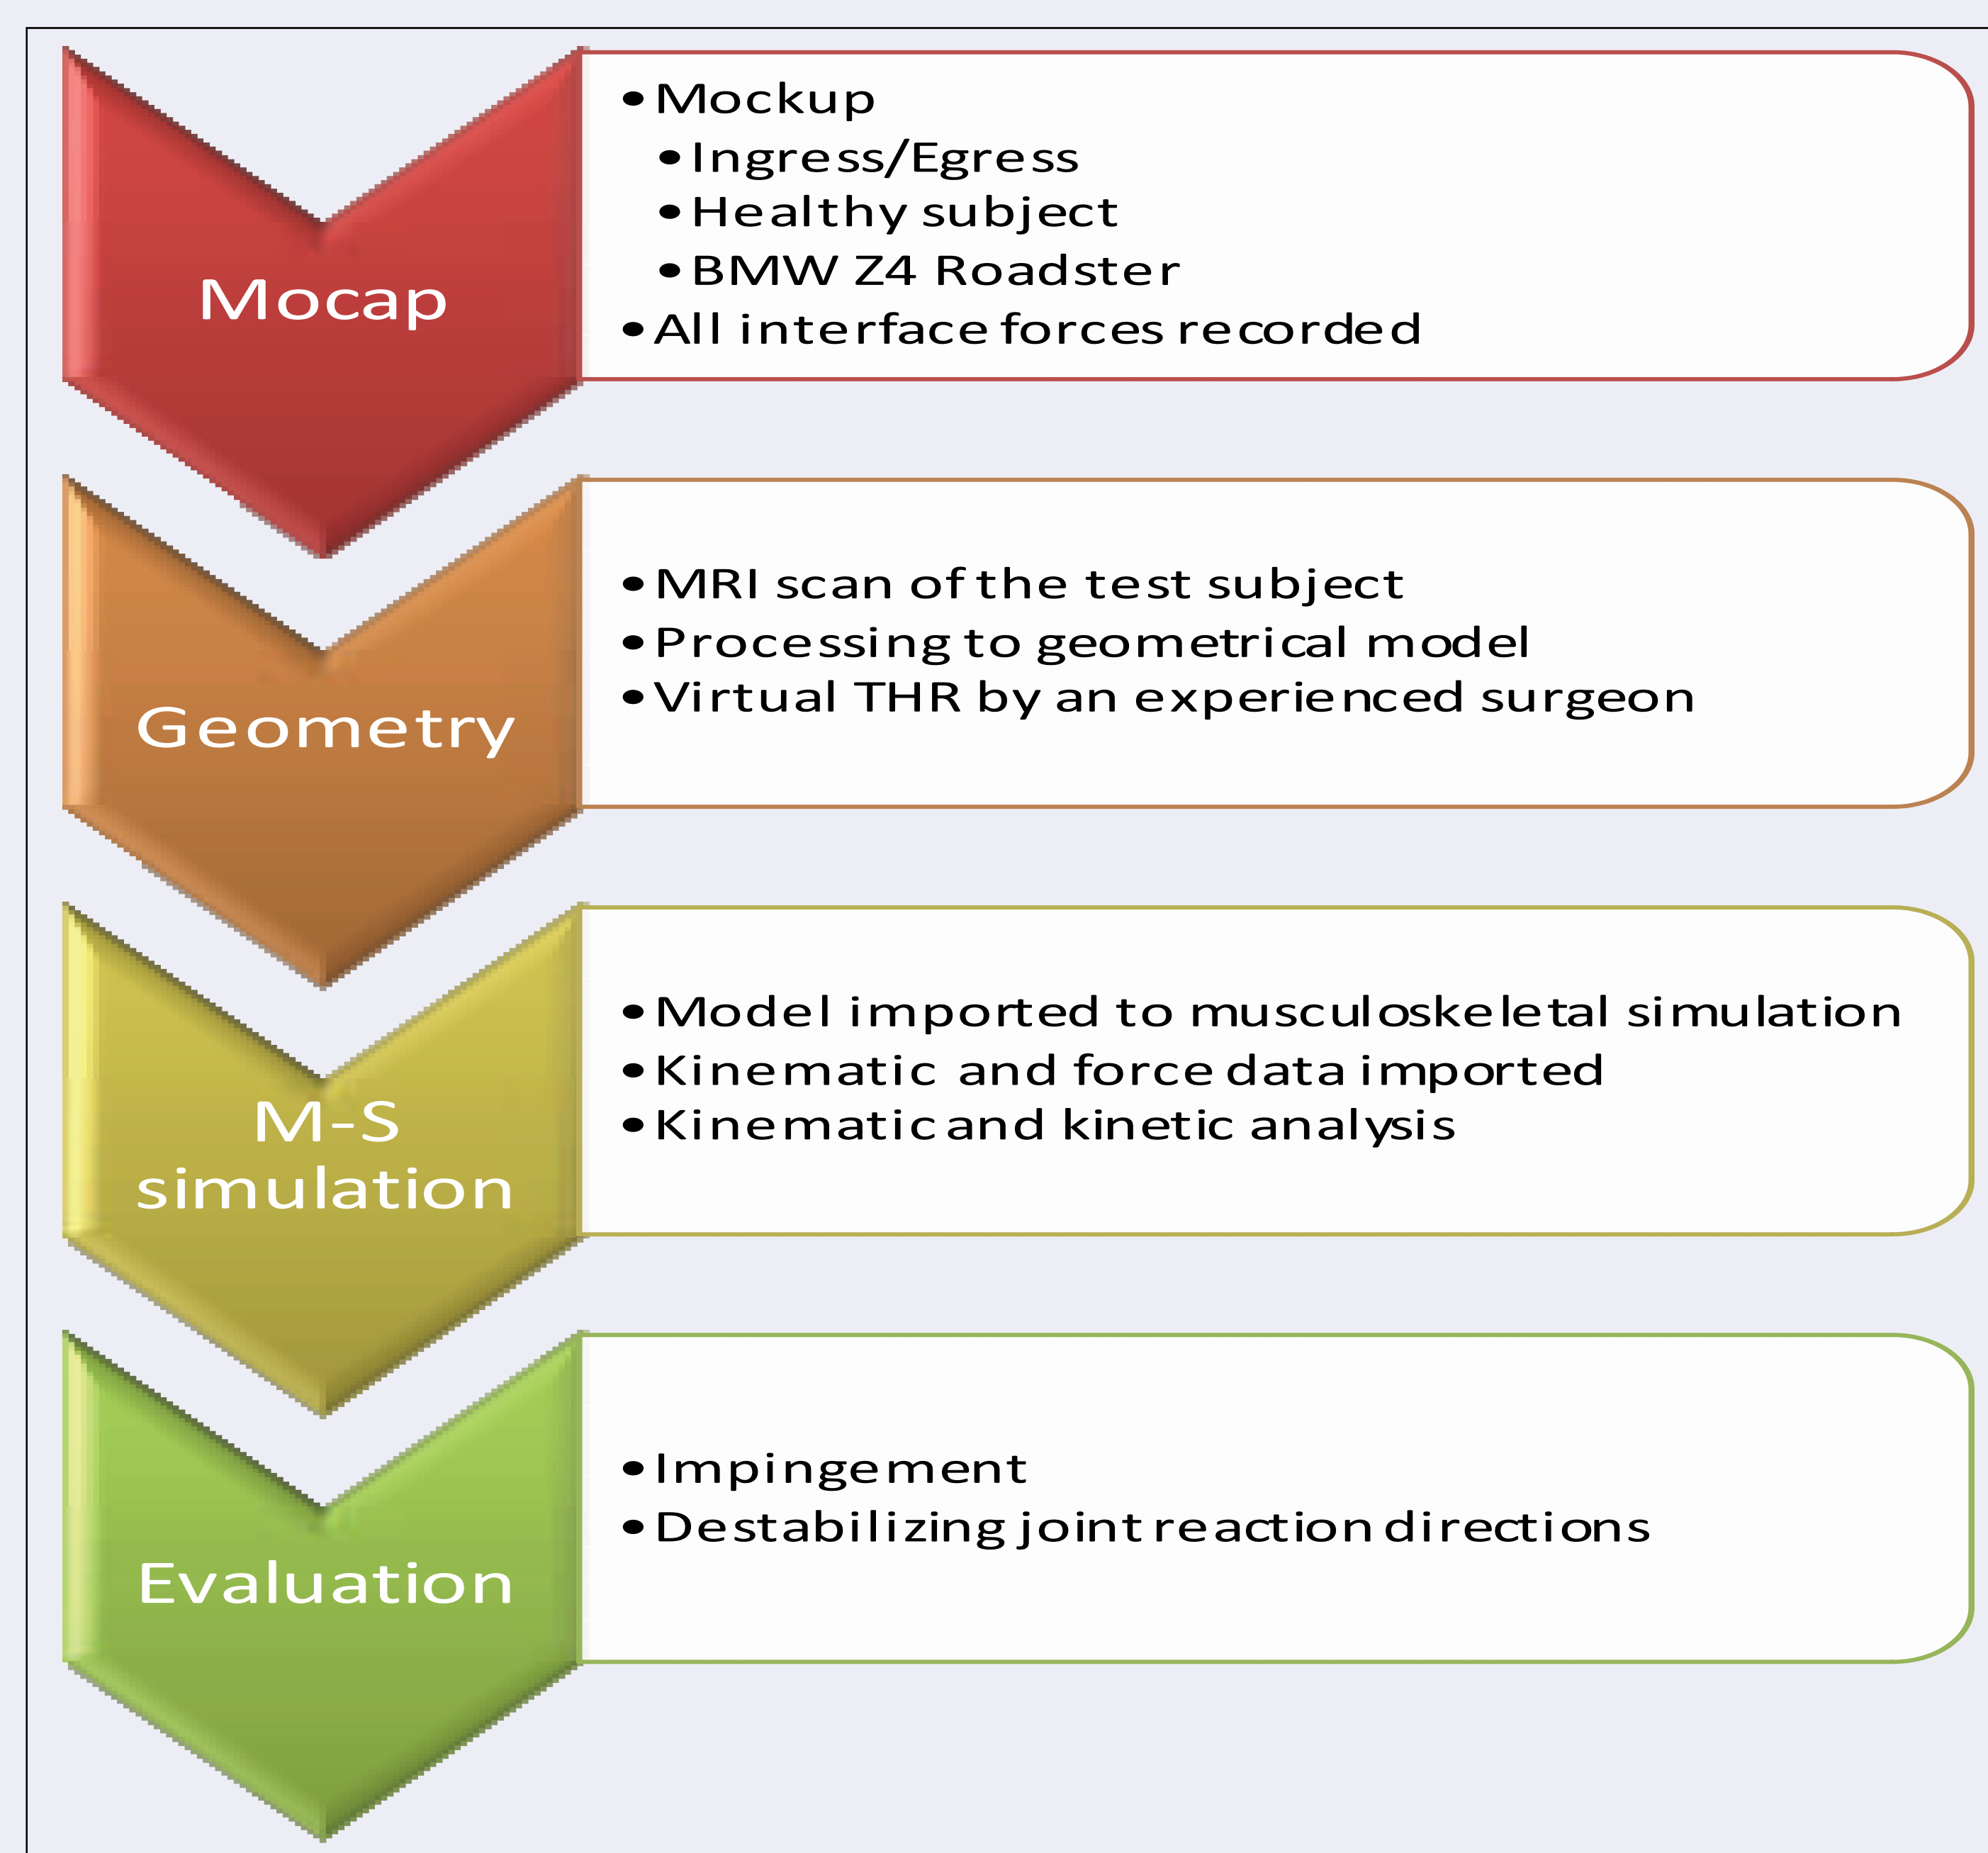 Mocap
• Mockup
• Ingress/Egress
• Healthy subject
• BMW Z4 Roadster
• All interface forces recorded
Geometry
• MRI scan of the test subject
• Processing to geometrical model
• Virtual THR by an experienced surgeon
M-S
simulation
• Model imported to musculoskeletal simulation
• Kinematic and force data imported
• Kinematic and kinetic analysis
Evaluation
• Impingement
• Destabilizing joint reaction directions